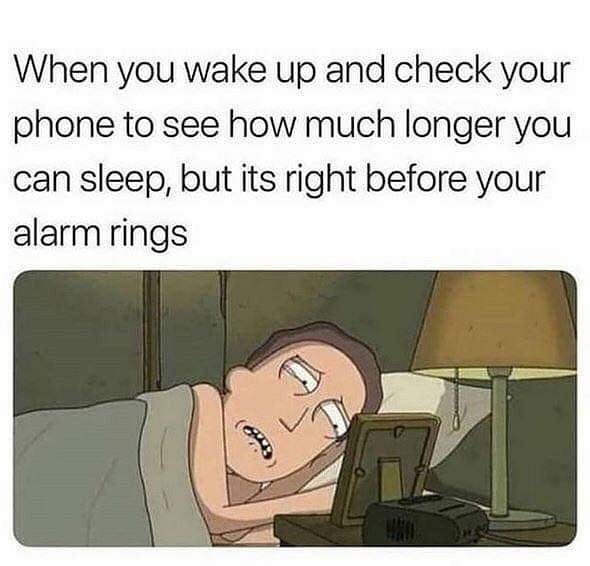 When you wake up and check your
phone to see how much longer you
can sleep, but its right before your
alarm rings